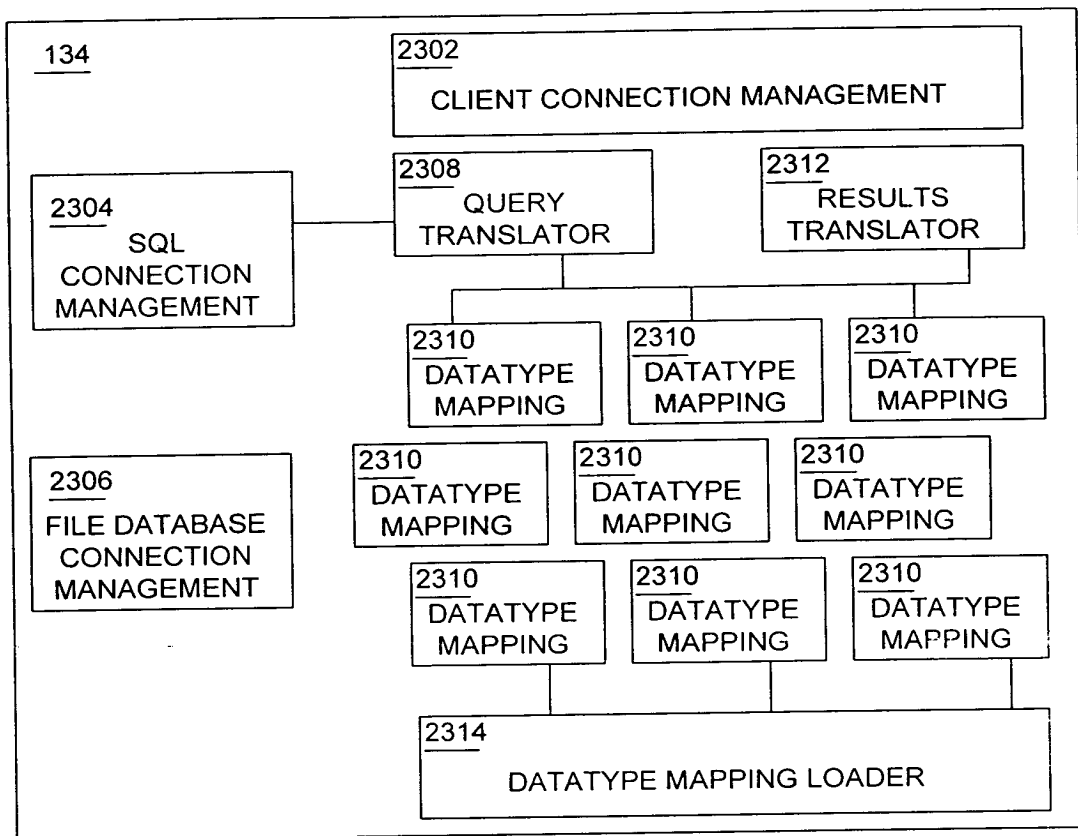 134
2302
CLIENT CONNECTION MANAGEMENT
2304
SQL
CONNECTION
MANAGEMENT
2308
QUERY
TRANSLATOR
2312
RESULTS
TRANSLATOR
2310
DATATYPE
MAPPING
2310
DATATYPE
MAPPING
2310
DATATYPE
MAPPING
2306
FILE DATABASE
CONNECTION
MANAGEMENT
2310
DATATYPE
MAPPING
2310
DATATYPE
MAPPING
2310
DATATYPE
MAPPING
2310
DATATYPE
MAPPING
2310
DATATYPE
MAPPING
2310
DATATYPE
MAPPING
2314
DATATYPE MAPPING LOADER